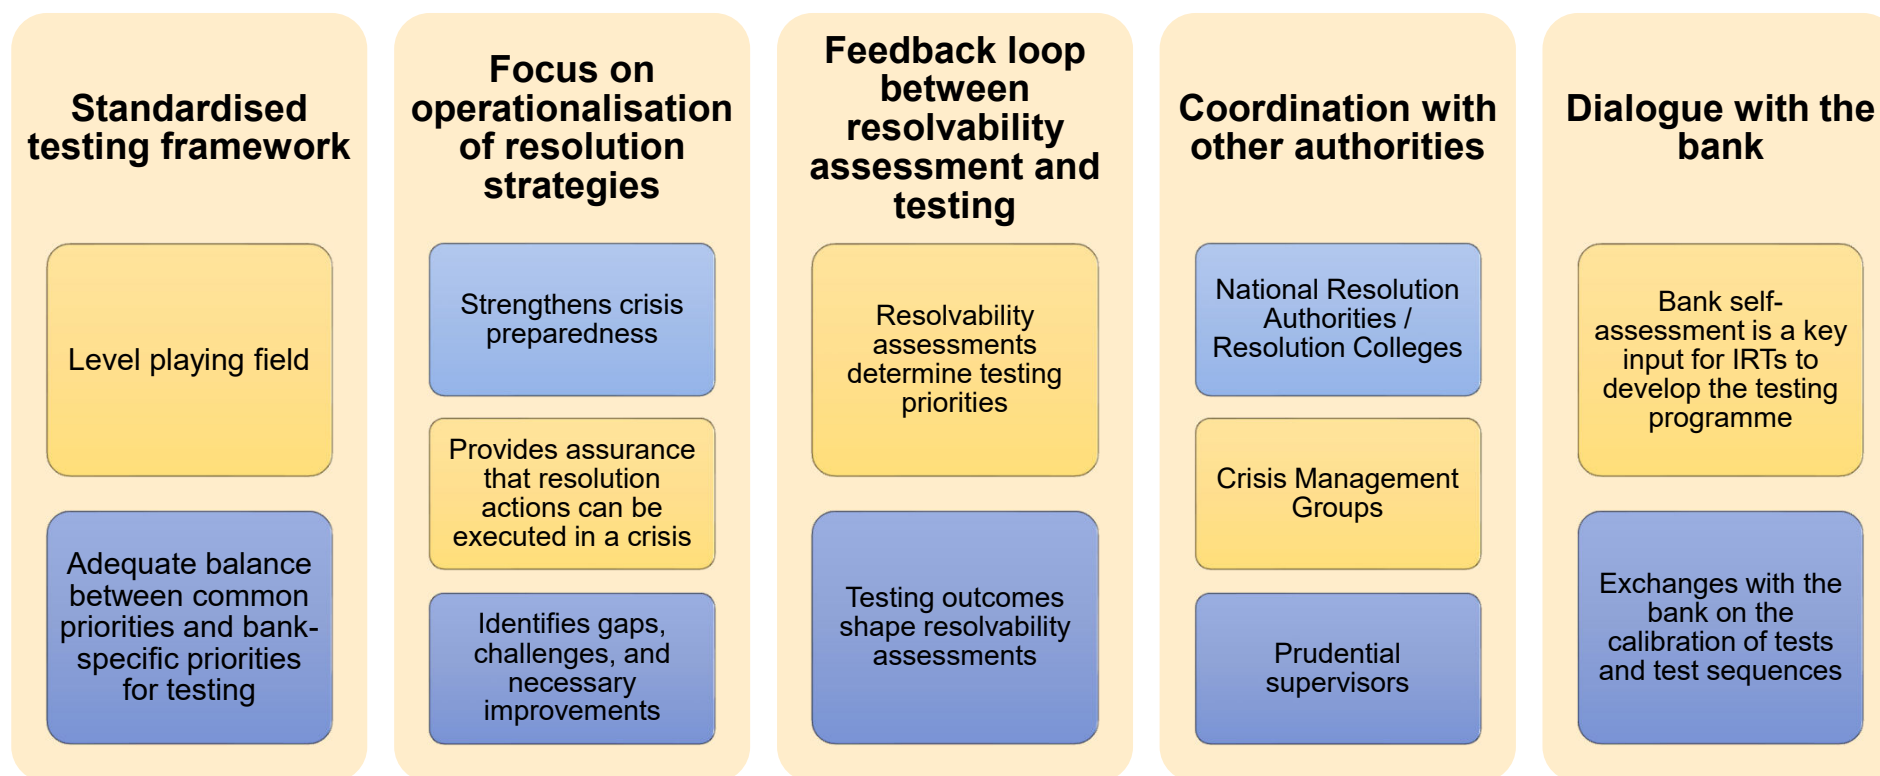 Standardised
testing framework
Level playing field
Adequate balance
between common
priorities and bank-
specific priorities
for testing
Focus on
operationalisation
of resolution
strategies
Strengthens crisis
preparedness
Provides assurance
that resolution
actions can be
executed in a crisis
Identifies gaps,
challenges, and
necessary
improvements
Feedback loop
between
resolvability
assessment and
testing
Resolvability
assessments
determine testing
priorities
Testing outcomes
shape resolvability
assessments
Coordination with
other authorities
National Resolution
Authorities /
Resolution Colleges
Crisis Management
Groups
Prudential
supervisors
Dialogue with the
bank
Bank self-
assessment is a key
input for IRTs to
develop the testing
programme
Exchanges with the
bank on the
calibration of tests
and test sequences